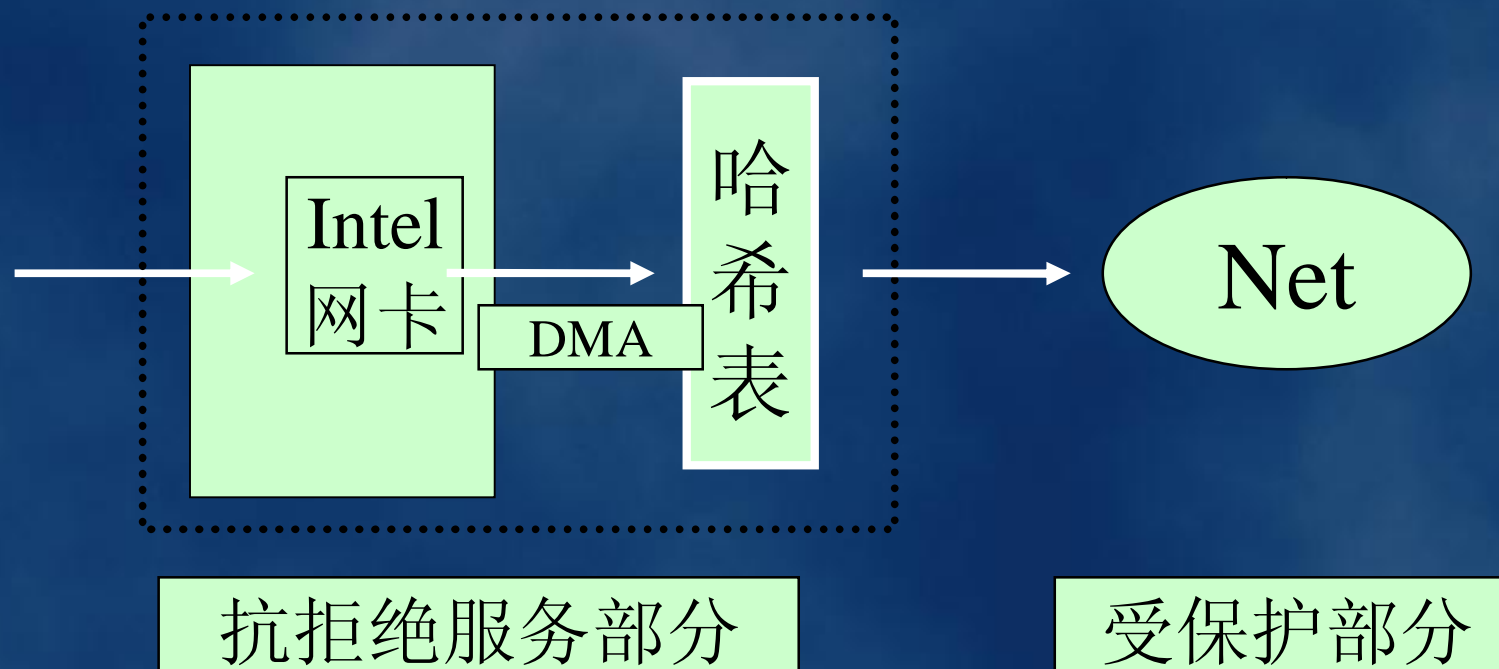 Intel
网卡
DMA
哈
希
表
Net
抗拒绝服务部分
受保护部分